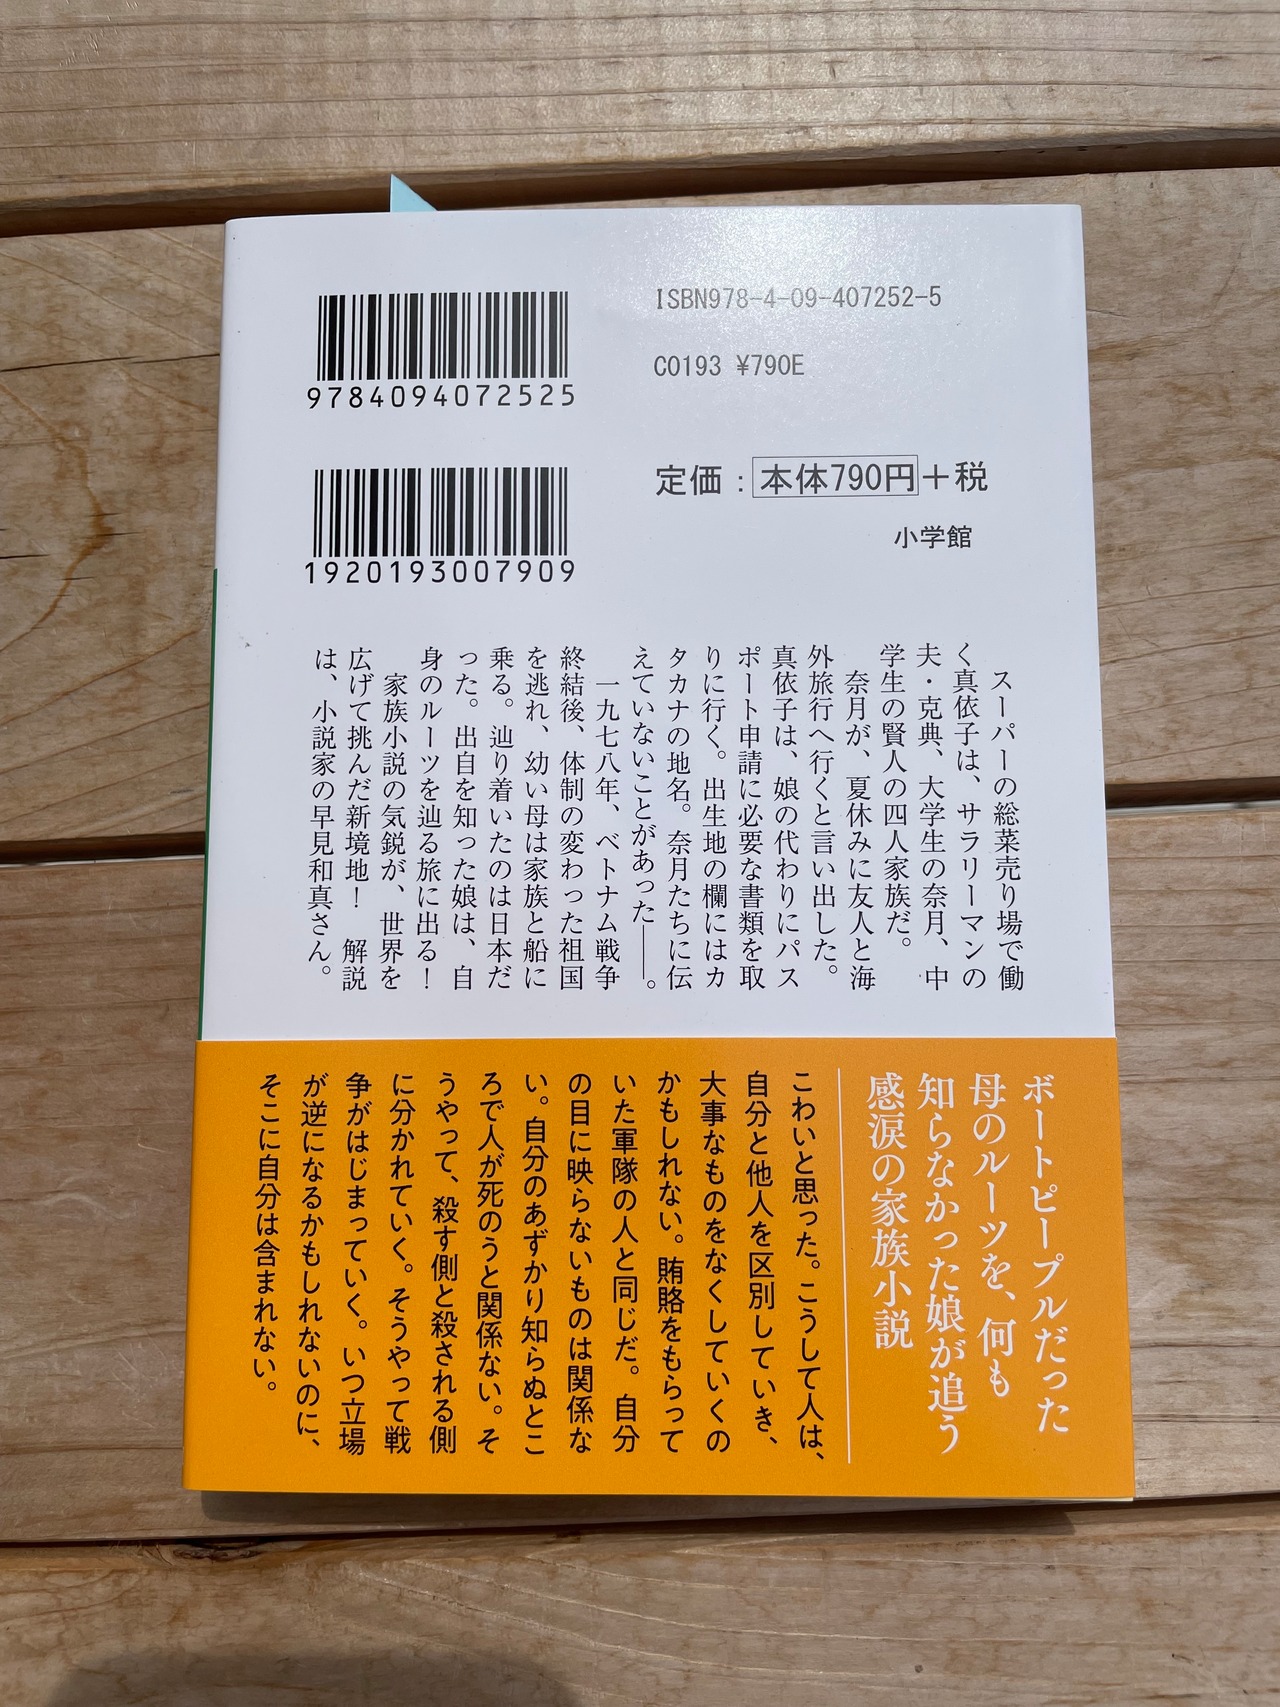 ISBN978-4-09-407252-5
C0193 ¥790E
9784094072525
定価：本体790円＋税
小学館
1920193007909
スーパーの総菜売り場で働
く真依子は、サラリーマンの
夫・克典、大学生の奈月、中
学生の賢人の四人家族だ。
奈月が、夏休みに友人と海
外旅行へ行くと言い出した。
真依子は、娘の代わりにパス
ポート申請に必要な書類を取
りに行く。出生地の欄にはカ
タカナの地名。奈月たちに伝
えていないことがあった——。
一九七八年、ベトナム戦争
終結後、体制の変わった祖国
を逃れ、幼い母は家族と船に
乗る。辿り着いたのは日本だ
った。出自を知った娘は、自
身のルーツを辿る旅に出る！
家族小説の気鋭が、世界を
広げて挑んだ新境地！　解説
は、小説家の早見和真さん。
ボートピープルだった
母のルーツを、何も
知らなかった娘が追う
感涙の家族小説
こわいと思った。こうして人は、
自分と他人を区別していき、
大事なものをなくしていくの
かもしれない。賄賂をもらって
いた軍隊の人と同じだ。自分
の目に映らないものは関係な
い。自分のあずかり知らぬとこ
ろで人が死のうと関係ない。そ
うやって、殺す側と殺される側
に分かれていく。そうやって戦
争がはじまっていく。いつ立場
が逆になるかもしれないのに、
そこに自分は含まれない。